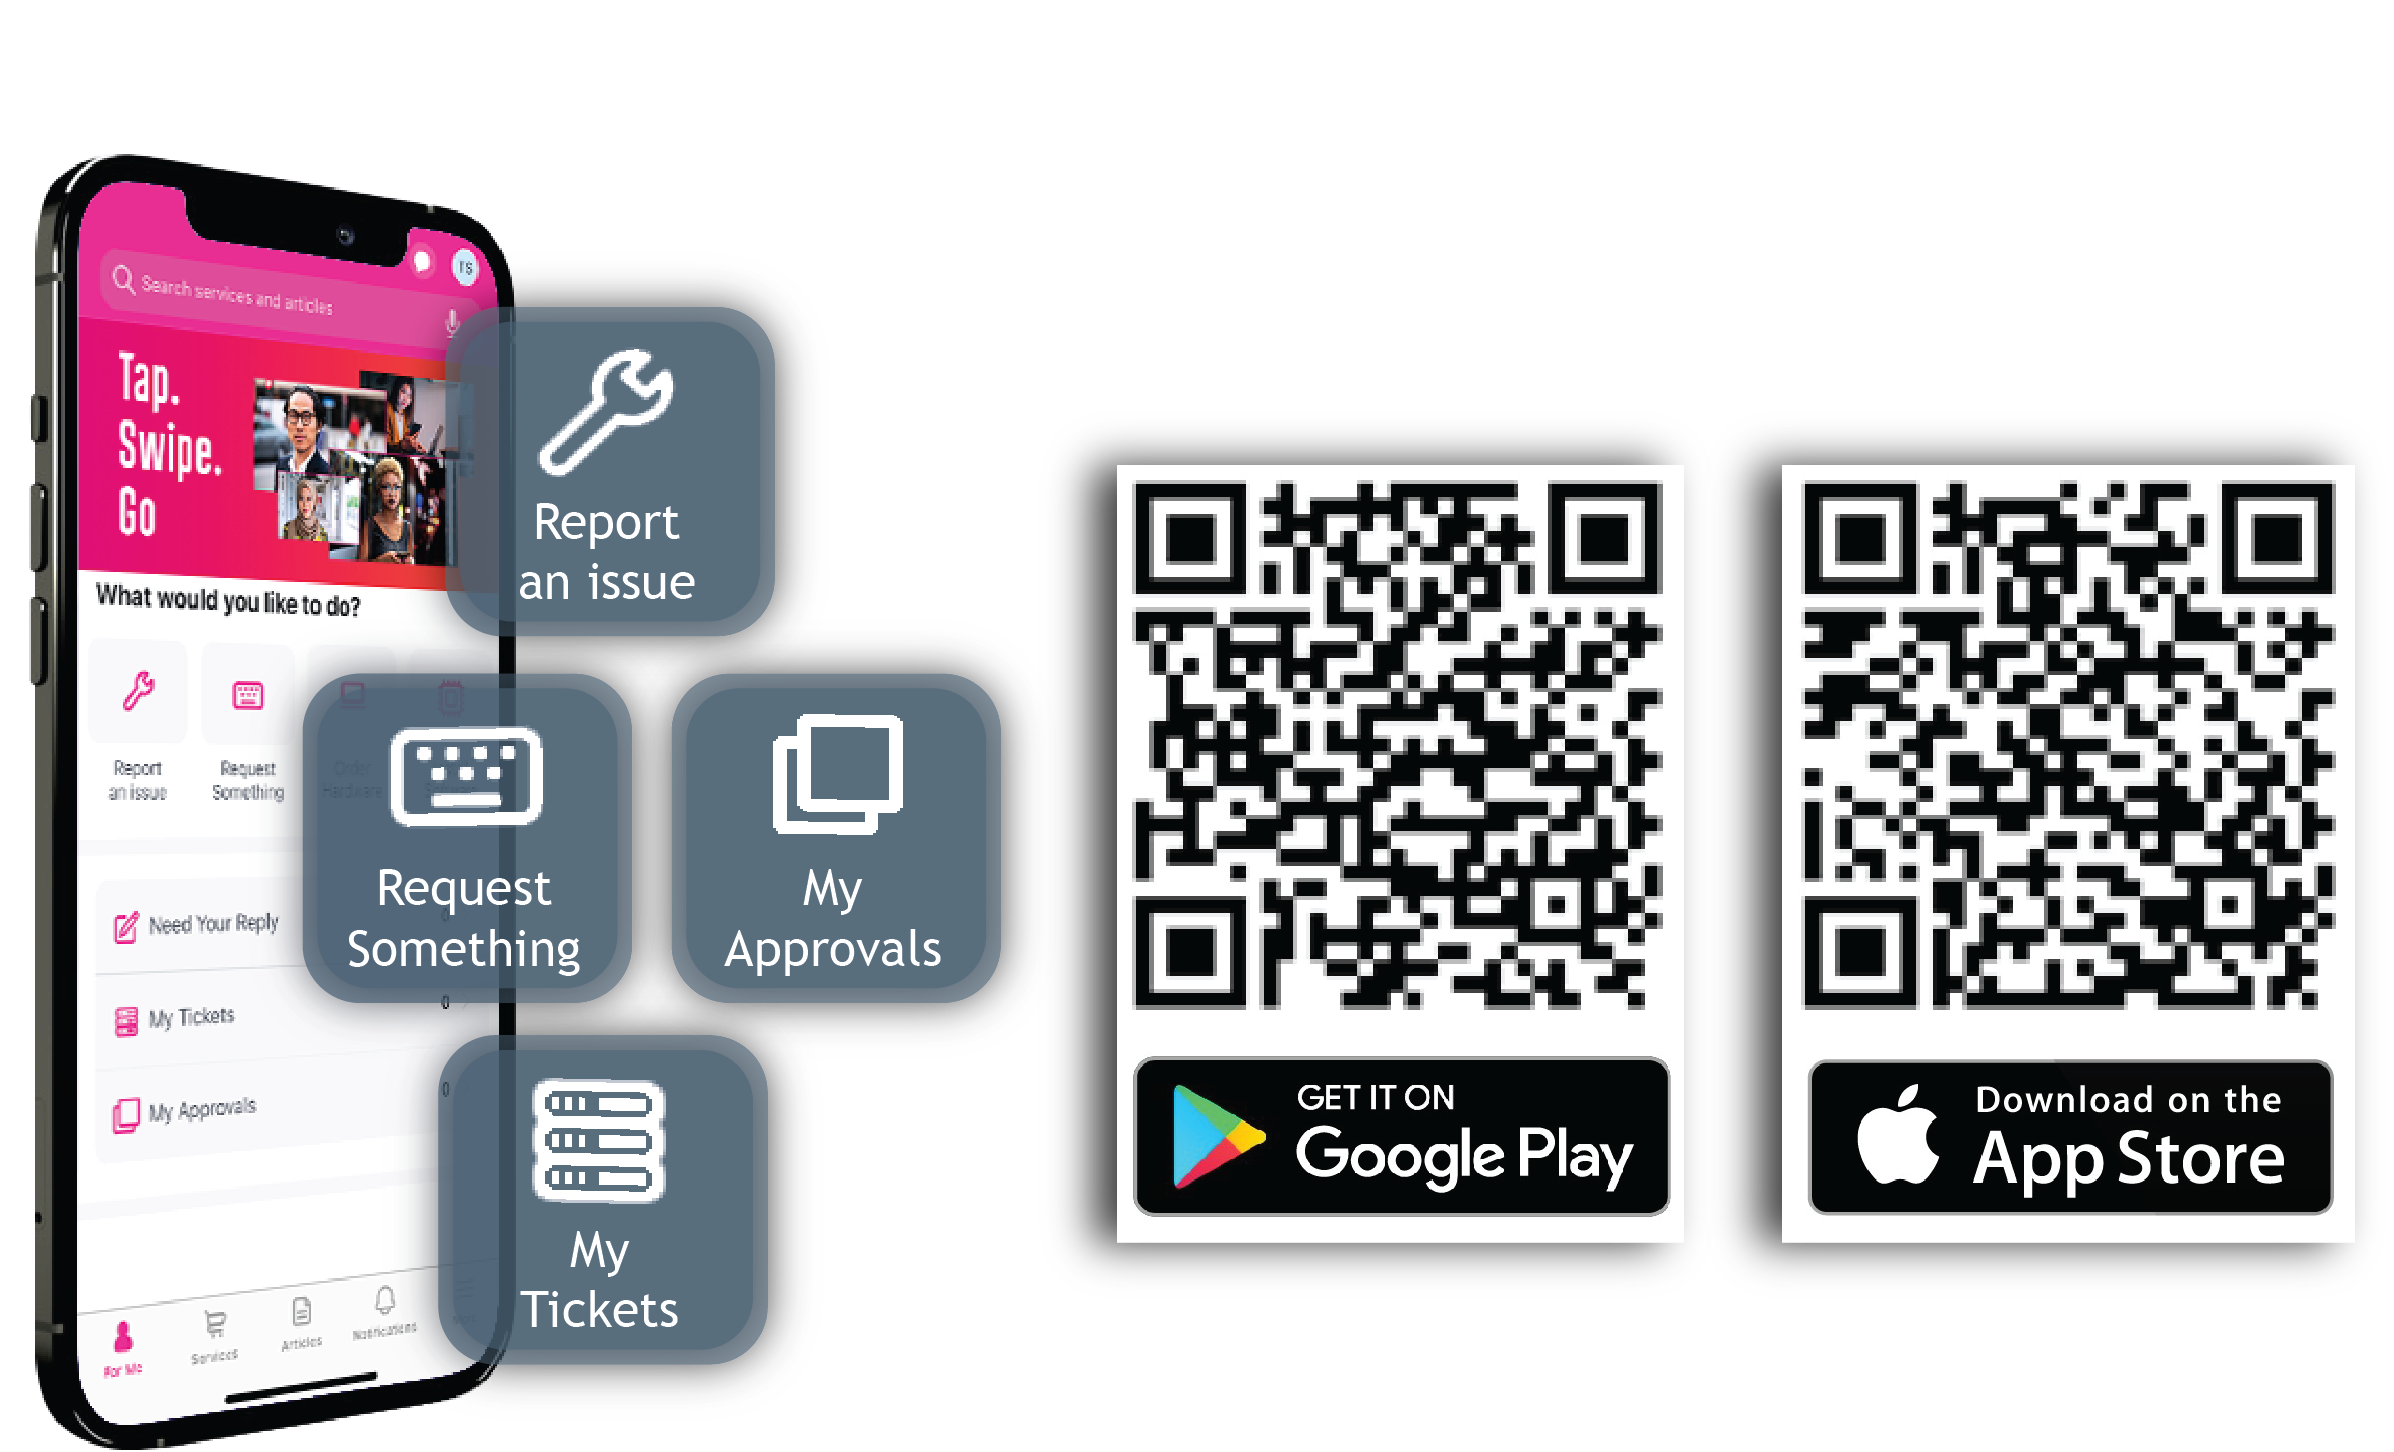 TS
Search services and articles
Tap.
Swipe.
Go
What would you like to do?
Report
an issue
Request
Something
Order
Hardware
Need Your Reply
0
My Tickets
0
My Approvals
0
For Me
Services
Articles
Notifications
Report
an issue
Request
Something
My
Approvals
My
Tickets
GET IT ON
Google Play
Download on the
App Store